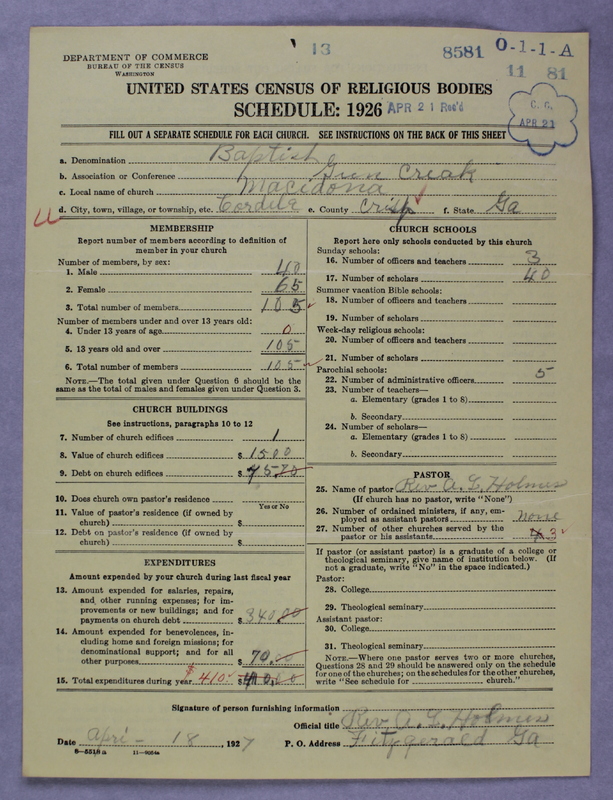 13
8581 0-1-1-A
11 81
DEPARTMENT OF COMMERCE
BUREAU OF THE CENSUS
WASHINGTON
UNITED STATES CENSUS OF RELIGIOUS BODIES
SCHEDULE: 1926 APR 21 Rec'd
C. G.
APR 21
FILL OUT A SEPARATE SCHEDULE FOR EACH CHURCH. SEE INSTRUCTIONS ON THE BACK OF THIS SHEET
a. Denomination Baptist
b. Association or Conference Gun Creak
c. Local name of church Macidona
d. City, town, village, or township, etc. Cordele e. County Crisp f. State Ga
MEMBERSHIP
Report number of members according to definition of member in your church
Number of members, by sex:
1. Male 40
2. Female 65
3. Total number of members 105
Number of members under and over 13 years old:
4. Under 13 years of age 0
5. 13 years old and over 105
6. Total number of members 105
NOTE.—The total given under Question 6 should be the same as the total of males and females given under Question 3.
CHURCH BUILDINGS
See instructions, paragraphs 10 to 12
7. Number of church edifices 1
8. Value of church edifices $ 1500
9. Debt on church edifices $
10. Does church own pastor's residence
Yes or No
11. Value of pastor's residence (if owned by church) $
12. Debt on pastor's residence (if owned by church) $
EXPENDITURES
Amount expended by your church during last fiscal year
13. Amount expended for salaries, repairs, and other running expenses; for improvements or new buildings; and for payments on church debt $ 340.00
14. Amount expended for benevolences, including home and foreign missions; for denominational support; and for all other purposes $ 70.00
15. Total expenditures during year $410. $ 410.00
CHURCH SCHOOLS
Report here only schools conducted by this church
Sunday schools:
16. Number of officers and teachers 3
17. Number of scholars 40
Summer vacation Bible schools:
18. Number of officers and teachers
19. Number of scholars
Week-day religious schools:
20. Number of officers and teachers
21. Number of scholars
Parochial schools:
22. Number of administrative officers 5
23. Number of teachers—
a. Elementary (grades 1 to 8)
b. Secondary
24. Number of scholars—
a. Elementary (grades 1 to 8)
b. Secondary
PASTOR
25. Name of pastor Rev. A. L. Holmes
(If church has no pastor, write "None")
26. Number of ordained ministers, if any, employed as assistant pastors none
27. Number of other churches served by the pastor or his assistants 3
If pastor (or assistant pastor) is a graduate of a college or theological seminary, give name of institution below. (If not a graduate, write "No" in the space indicated.)
Pastor:
28. College
29. Theological seminary
Assistant pastor:
30. College
31. Theological seminary
NOTE.—Where one pastor serves two or more churches, Questions 28 and 29 should be answered only on the schedule for one of the churches; on the schedules for the other churches, write "See schedule for church."
Signature of person furnishing information
Official title Rev. A. L. Holmes
Date Apri - 18, 1927 P. O. Address Fitzgerald Ga
8—5518 a 11—9064a